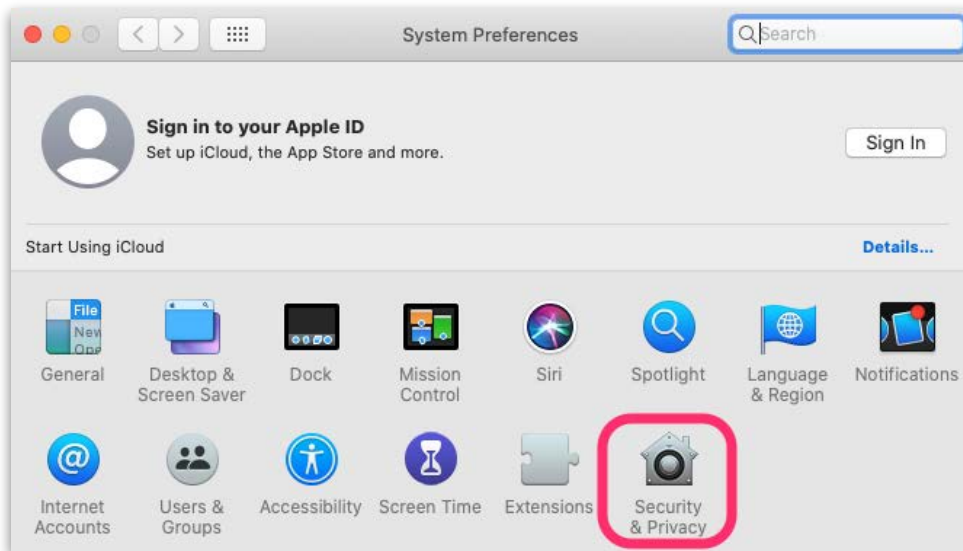 System Preferences
Search
Sign in to your Apple ID
Set up iCloud, the App Store and more.
Sign In
Start Using iCloud
Details...
File
New
Ope
General
Desktop &
Screen Saver
Dock
Mission
Control
Siri
Spotlight
Language
& Region
Notifications
@
Internet
Accounts
Users &
Groups
Accessibility
Screen Time
Extensions
Security
& Privacy